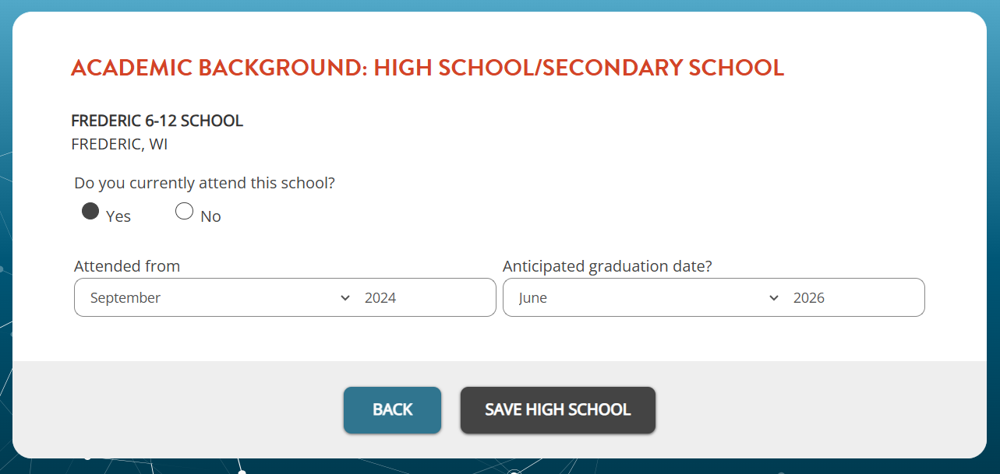 ACADEMIC BACKGROUND: HIGH SCHOOL/SECONDARY SCHOOL
FREDERIC 6-12 SCHOOL
FREDERIC, WI
Do you currently attend this school?
Yes No
Attended from Anticipated graduation date?
September 2024 June 2026
BACK SAVE HIGH SCHOOL